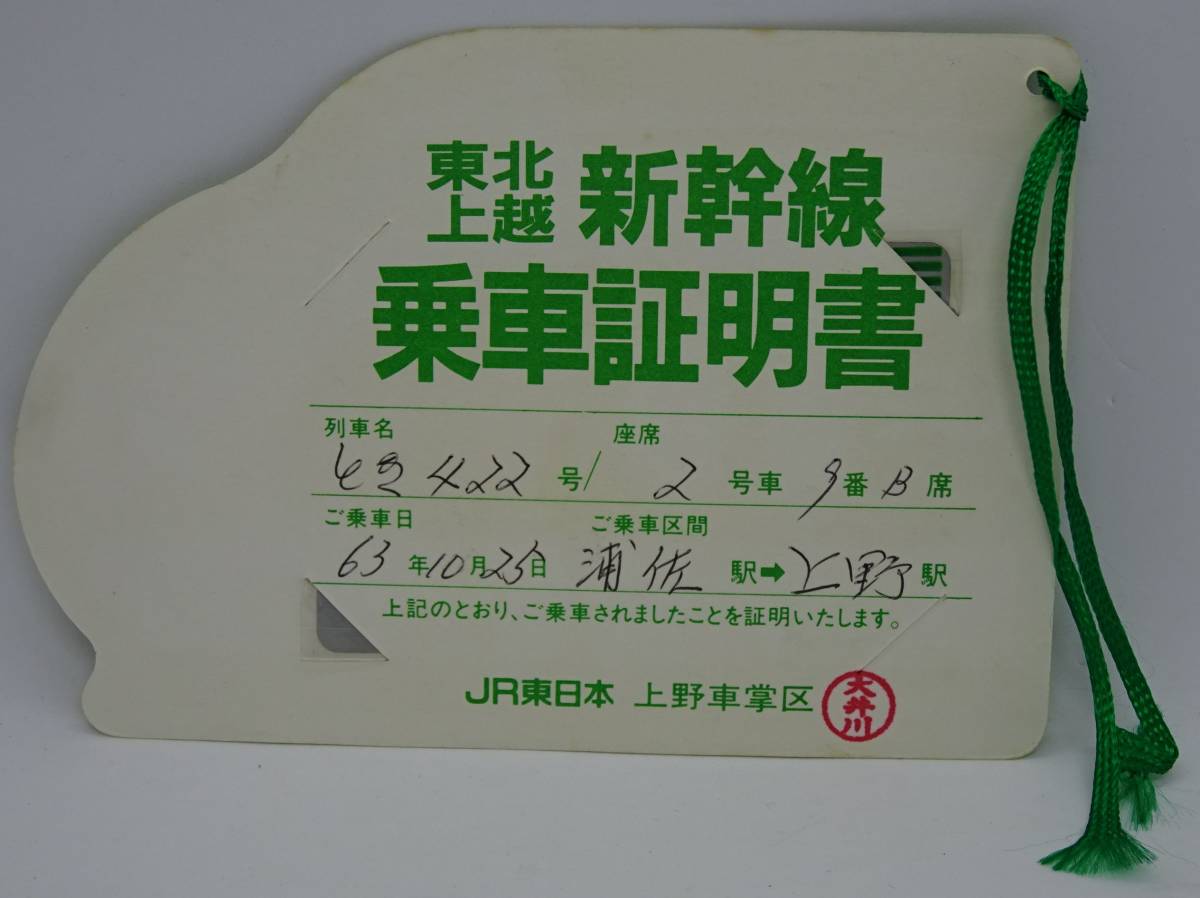 東北
上越 新幹線
乗車証明書
列車名 座席
とき422号/ 2号車 9番B席
ご乗車日 ご乗車区間
63年10月23日 浦佐駅➡上野駅
上記のとおり、ご乗車されましたことを証明いたします。
JR東日本 上野車掌区 大井川